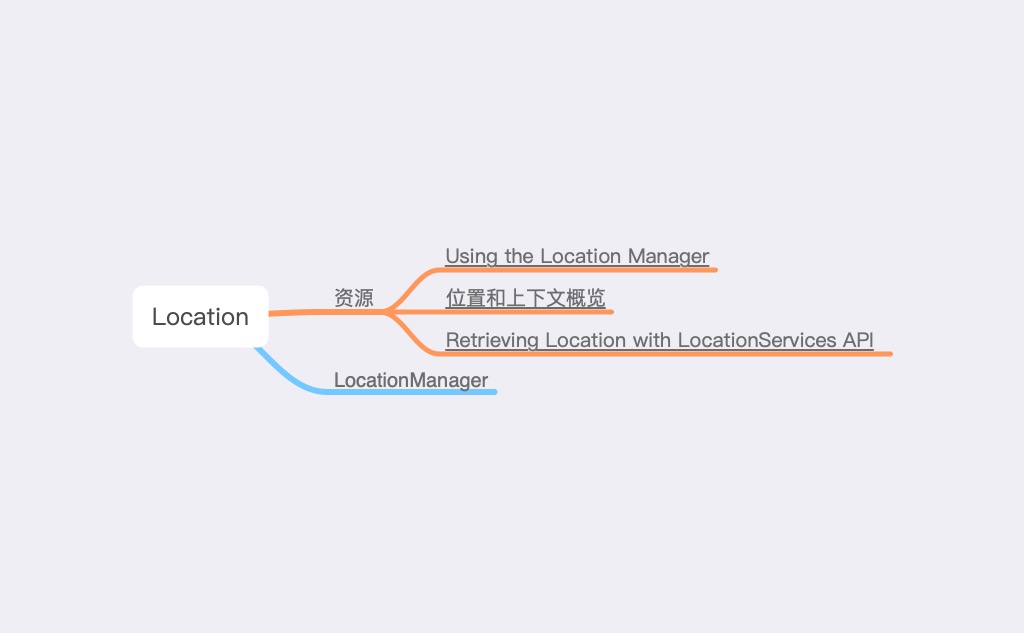 Location
资源
Using the Location Manager
位置和上下文概览
Retrieving Location with LocationServices API
LocationManager